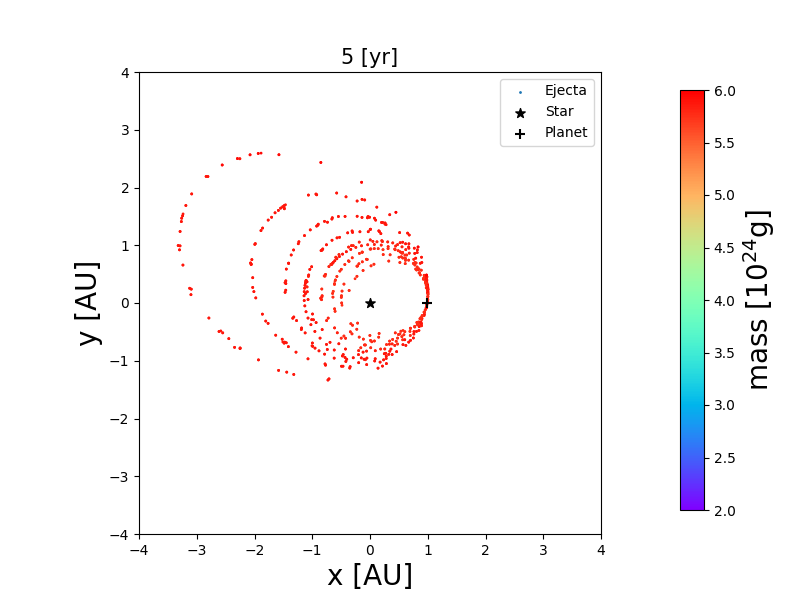 5 [yr]
Ejecta
Star
Planet
4
3
2
1
0
−1
−2
−3
−4
y [AU]
−4 −3 −2 −1 0 1 2 3 4
x [AU]
6.0
5.5
5.0
4.5
4.0
3.5
3.0
2.5
2.0
mass [10²⁴g]